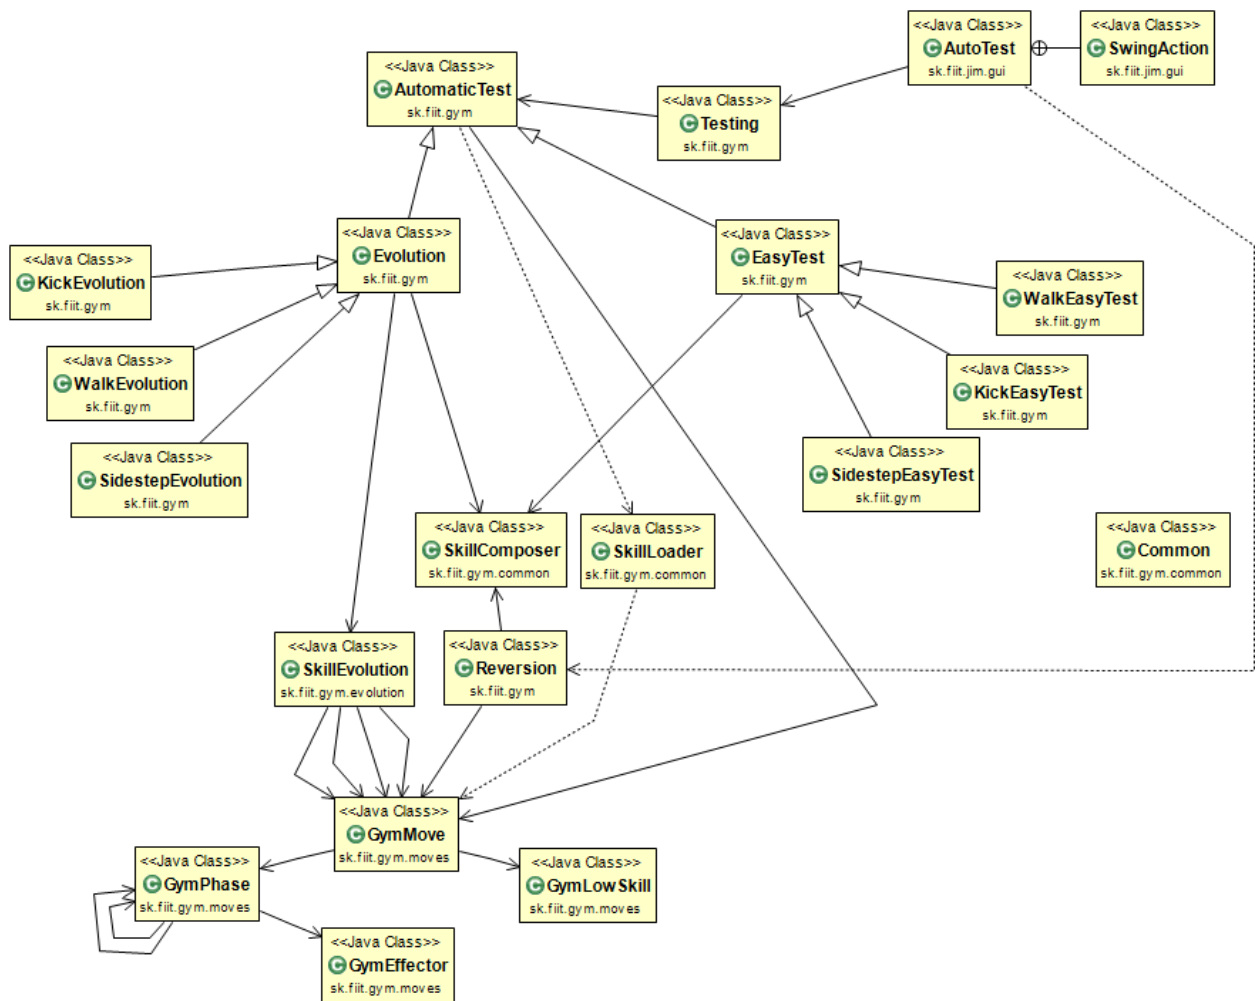 <<Java Class>>
AutoTest
sk.fiit.jim.gui
<<Java Class>>
SwingAction
sk.fiit.jim.gui
<<Java Class>>
AutomaticTest
sk.fiit.gym
<<Java Class>>
Testing
sk.fiit.gym
<<Java Class>>
Evolution
sk.fiit.gym
<<Java Class>>
EasyTest
sk.fiit.gym
<<Java Class>>
KickEvolution
sk.fiit.gym
<<Java Class>>
WalkEasyTest
sk.fiit.gym
<<Java Class>>
WalkEvolution
sk.fiit.gym
<<Java Class>>
KickEasyTest
sk.fiit.gym
<<Java Class>>
SidestepEvolution
sk.fiit.gym
<<Java Class>>
SidestepEasyTest
sk.fiit.gym
<<Java Class>>
SkillComposer
sk.fiit.gym.common
<<Java Class>>
SkillLoader
sk.fiit.gym.common
<<Java Class>>
Common
sk.fiit.gym.common
<<Java Class>>
SkillEvolution
sk.fiit.gym.evolution
<<Java Class>>
Reversion
sk.fiit.gym
<<Java Class>>
GymMove
sk.fiit.gym.moves
<<Java Class>>
GymPhase
sk.fiit.gym.moves
<<Java Class>>
GymLowSkill
sk.fiit.gym.moves
<<Java Class>>
GymEffector
sk.fiit.gym.moves